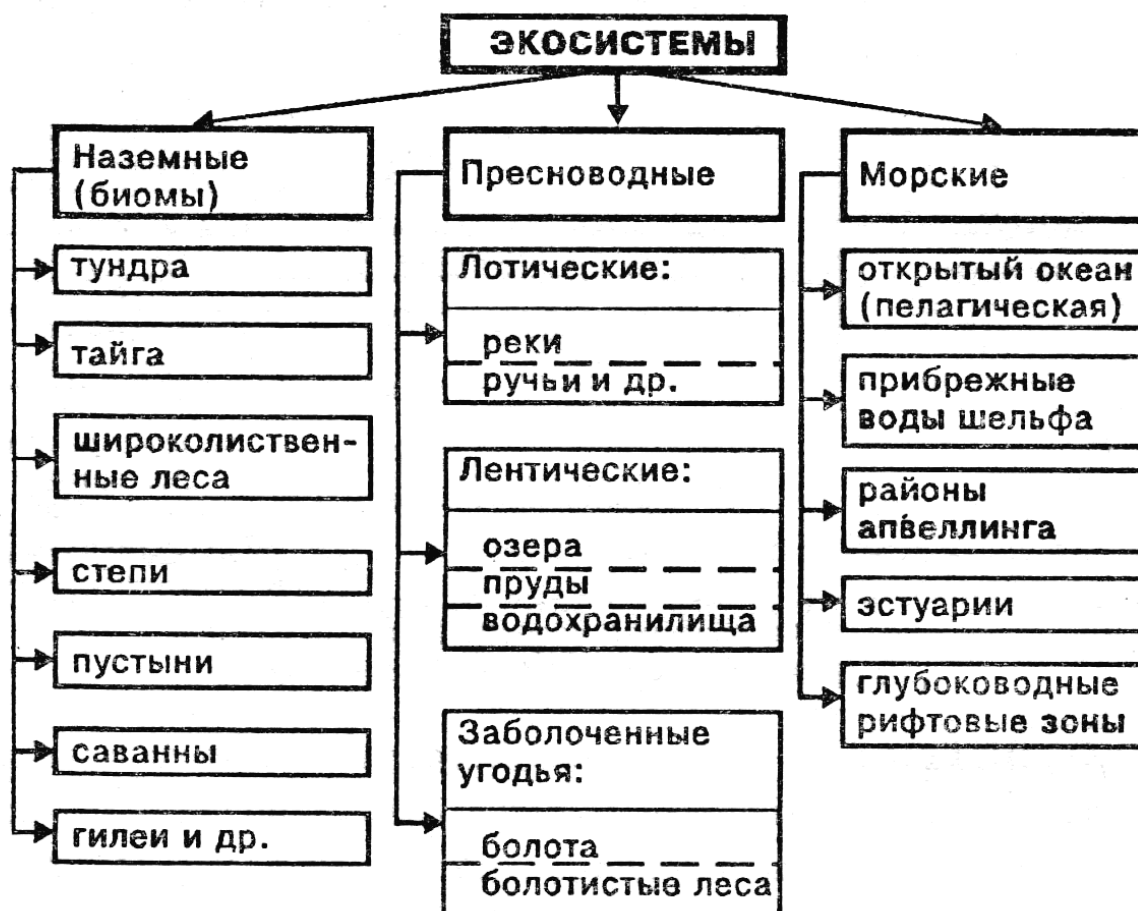 ЭКОСИСТЕМЫ
Наземные
(биомы)
тундра
тайга
широколиствен-
ные леса
степи
пустыни
саванны
гилеи и др.
Пресноводные
Лотические:
реки
ручьи и др.
Лентические:
озера
пруды
водохранилища
Заболоченные
угодья:
болота
болотистые леса
Морские
открытый океан
(пелагическая)
прибрежные
воды шельфа
районы
апвеллинга
эстуарии
глубоководные
рифтовые зоны